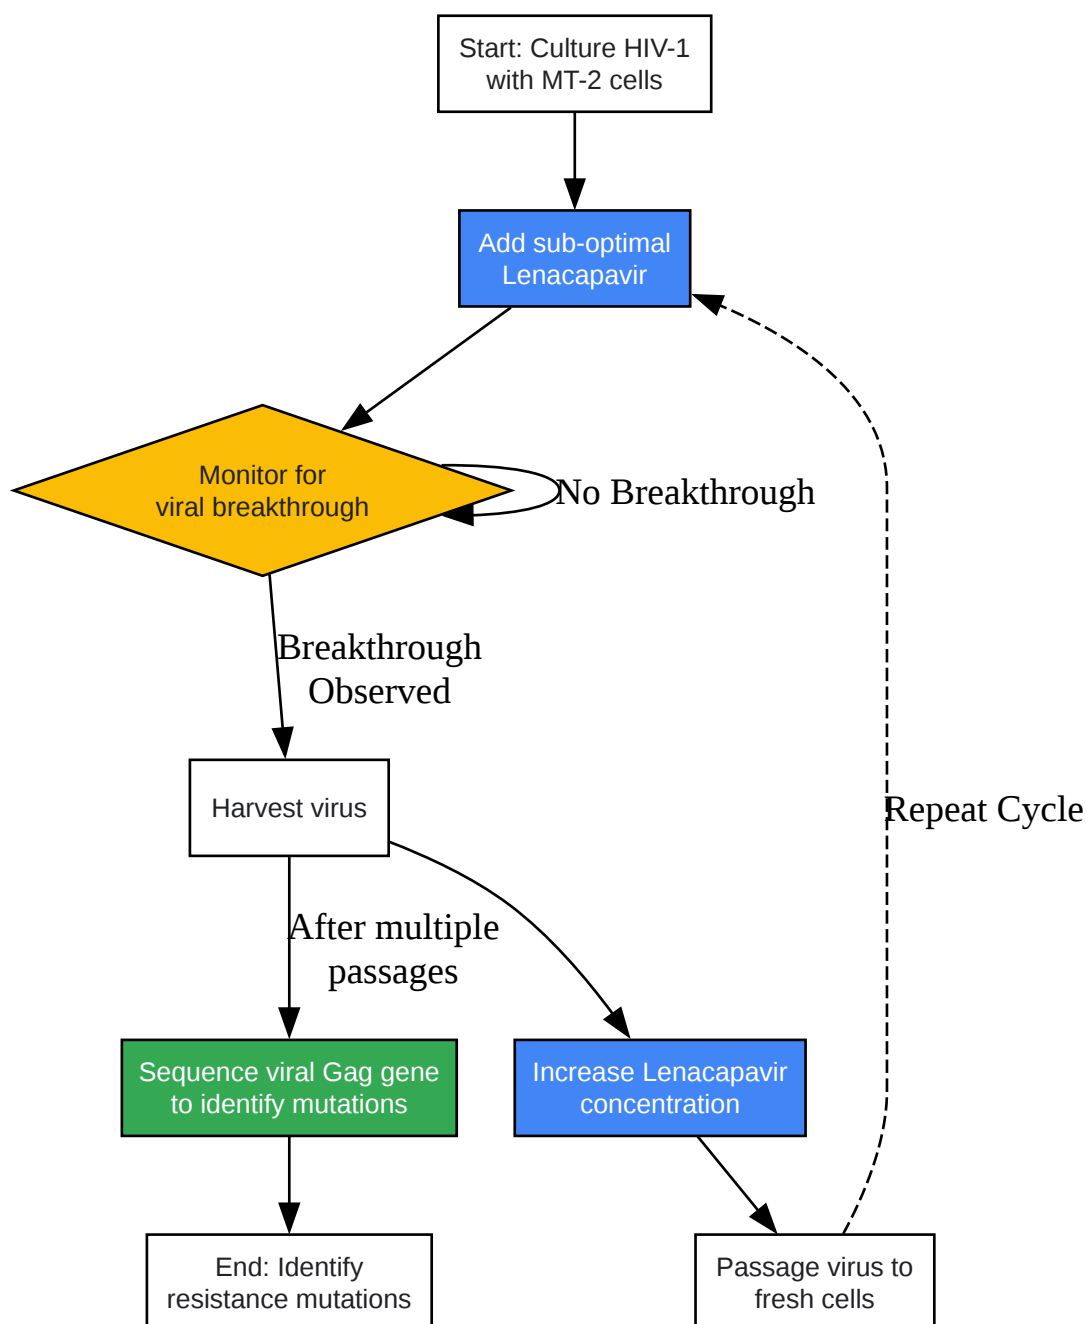 Start: Culture HIV-1
with MT-2 cells
Add sub-optimal
Lenacapavir
Monitor for
viral breakthrough
No Breakthrough
Breakthrough
Observed
Harvest virus
Repeat Cycle
After multiple
passages
Sequence viral Gag gene
to identify mutations
Increase Lenacapavir
concentration
End: Identify
resistance mutations
Passage virus to
fresh cells